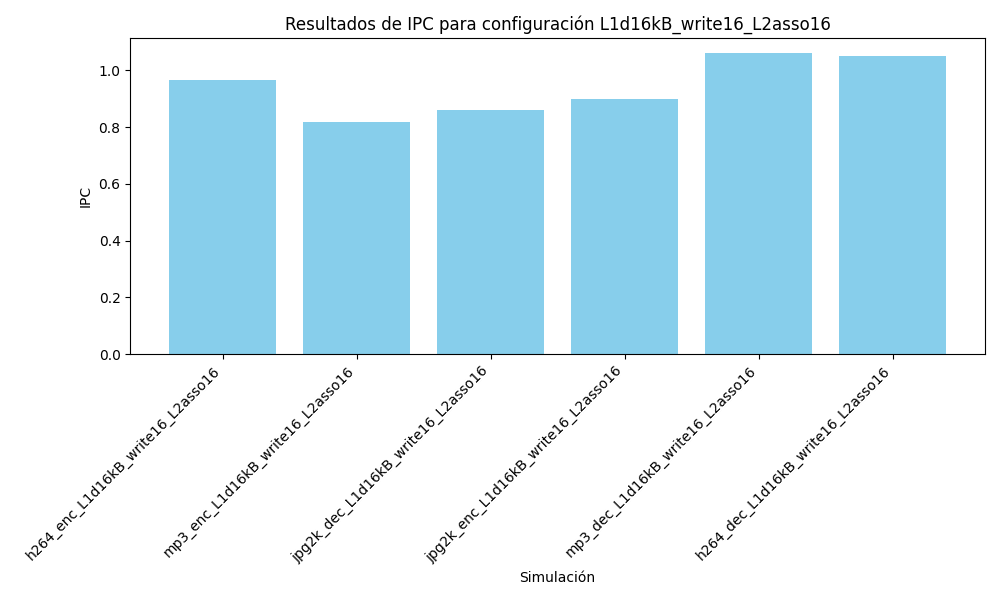 Resultados de IPC para configuración L1d16kB_write16_L2asso16
IPC
1.0
0.8
0.6
0.4
0.2
0.0
h264_enc_L1d16kB_write16_L2asso16
mp3_enc_L1d16kB_write16_L2asso16
jpg2k_dec_L1d16kB_write16_L2asso16
jpg2k_enc_L1d16kB_write16_L2asso16
mp3_dec_L1d16kB_write16_L2asso16
h264_dec_L1d16kB_write16_L2asso16
Simulación